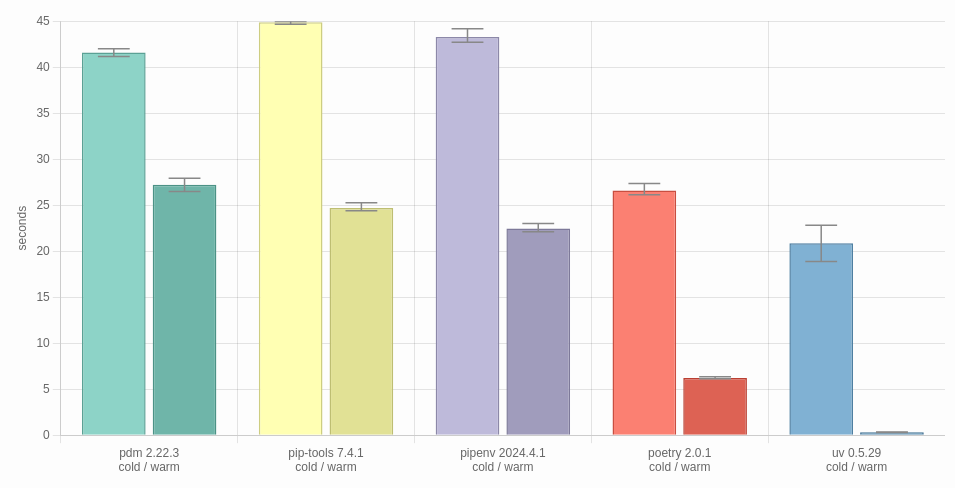 45
40
35
30
25
20
15
10
5
0
seconds
pdm 2.22.3
cold / warm
pip-tools 7.4.1
cold / warm
pipenv 2024.4.1
cold / warm
poetry 2.0.1
cold / warm
uv 0.5.29
cold / warm